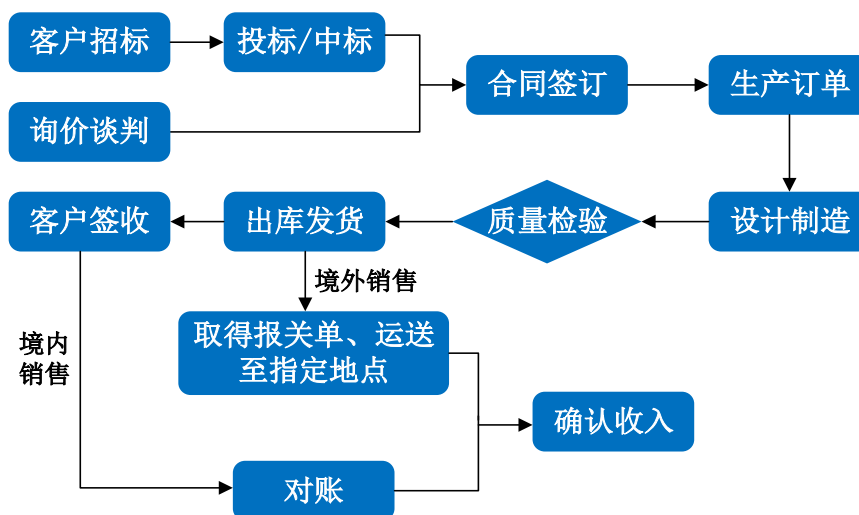 客户招标
投标/中标
询价谈判
合同签订
生产订单
客户签收
出库发货
质量检验
设计制造
境外销售
境内
销售
取得报关单、运送
至指定地点
确认收入
对账